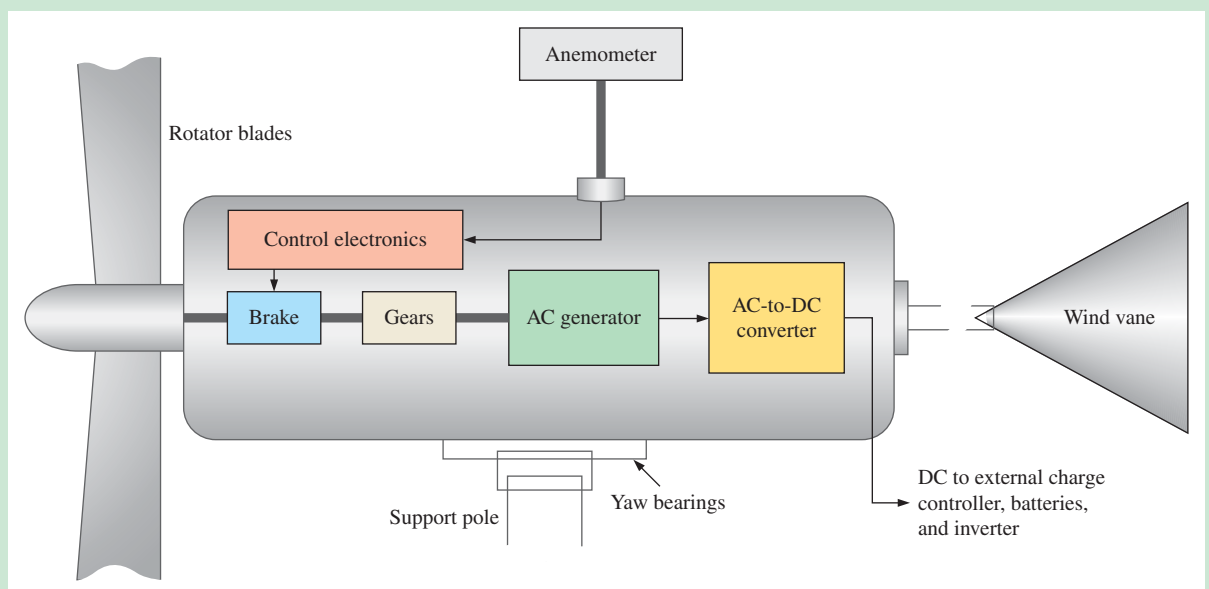 Anemometer
Rotator blades
Control electronics
Brake
Gears
AC generator
AC-to-DC
converter
Wind vane
Yaw bearings
Support pole
DC to external charge
controller, batteries,
and inverter